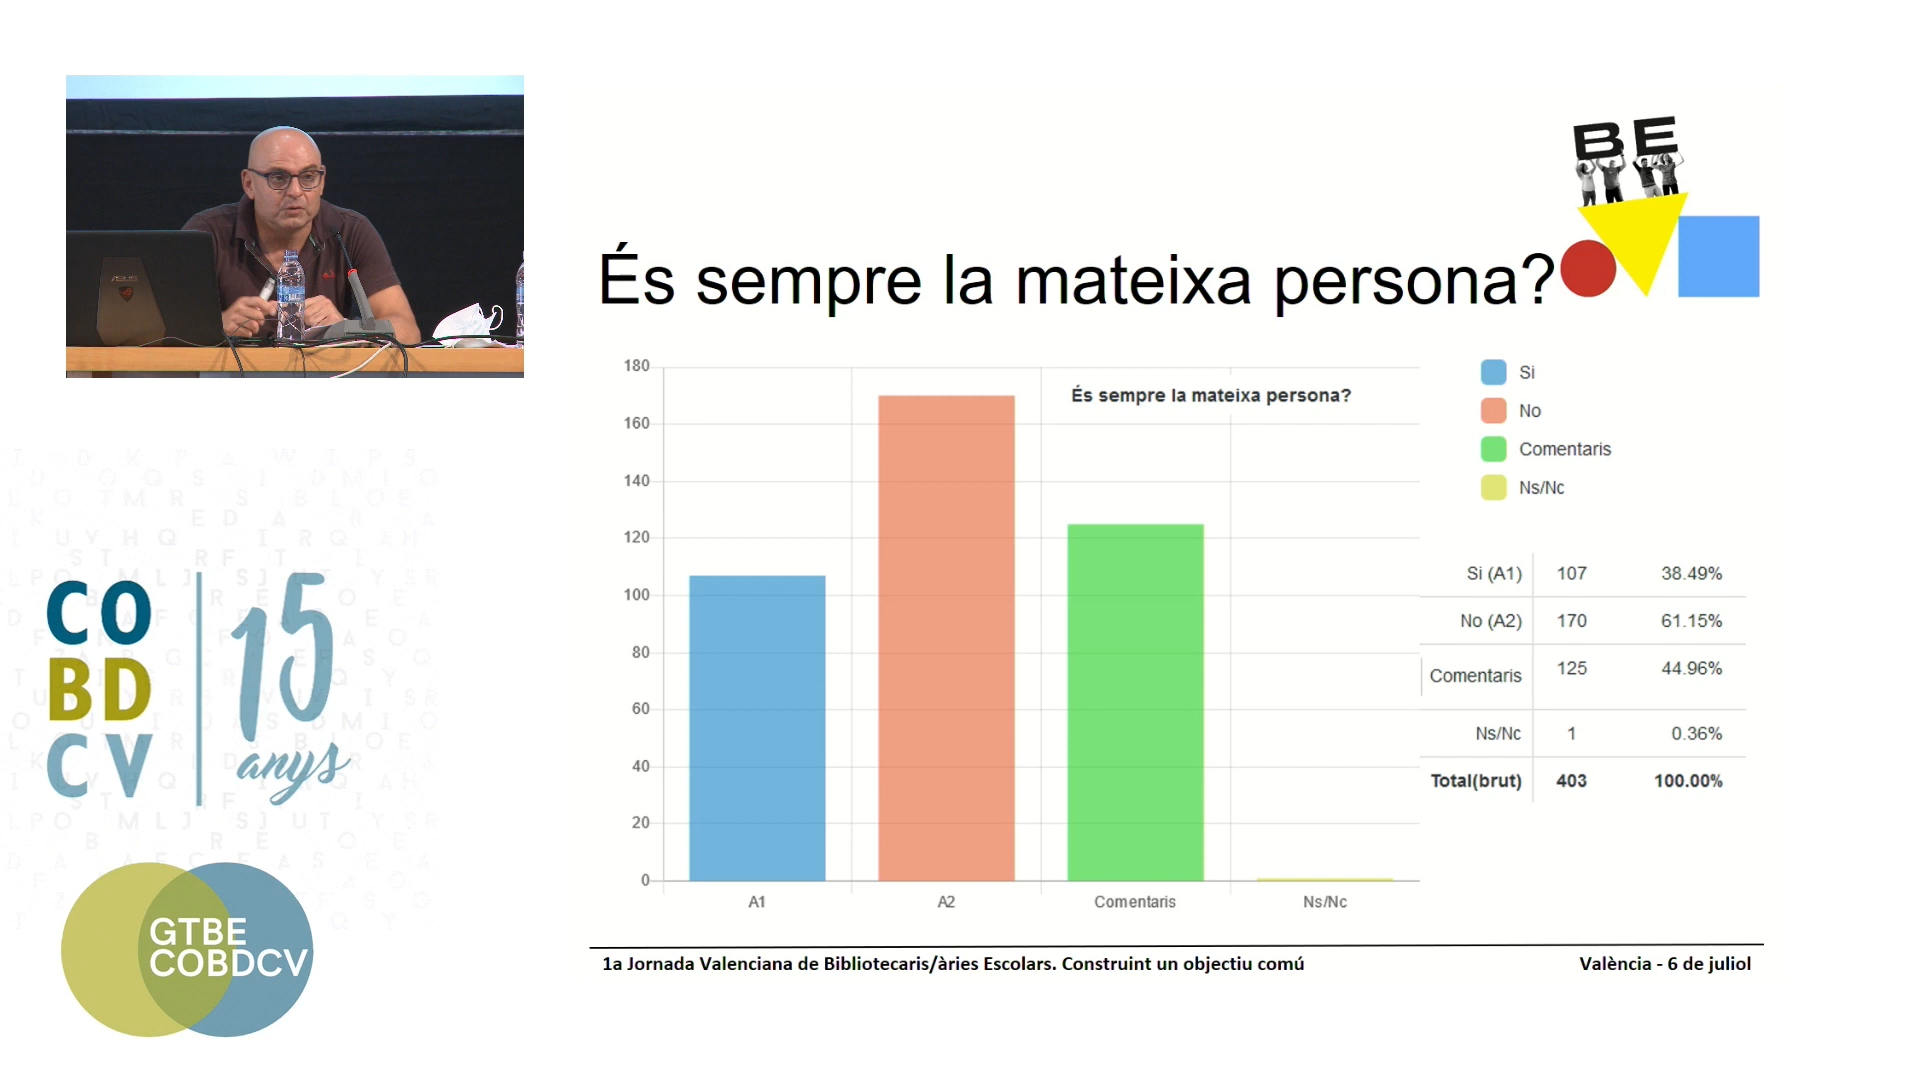 ASUS
BE
És sempre la mateixa persona?
180
160
140
120
100
80
60
40
20
0
És sempre la mateixa persona?
A1
A2
Comentaris
Ns/Nc
Si
No
Comentaris
Ns/Nc
Si (A1) 107 38.49%
No (A2) 170 61.15%
Comentaris 125 44.96%
Ns/Nc 1 0.36%
Total(brut) 403 100.00%
CO
BD
CV
15
anys
GTBE
COBDCV
1a Jornada Valenciana de Bibliotecaris/àries Escolars. Construint un objectiu comú
València - 6 de juliol